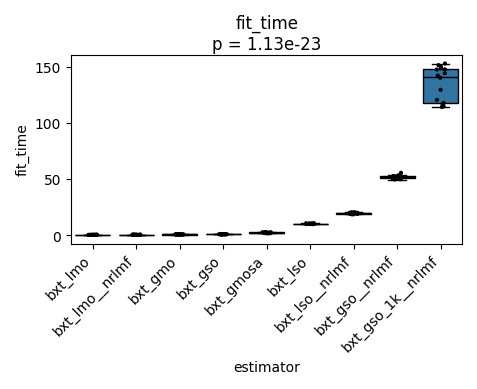 fit_time
p = 1.13e-23
fit_time
150
100
50
0
bxt_lmo
bxt_lmo__nrlmf
bxt_gmo
bxt_gso
bxt_gmosa
bxt_lso
bxt_lso__nrlmf
bxt_gso__nrlmf
bxt_gso_1k__nrlmf
estimator